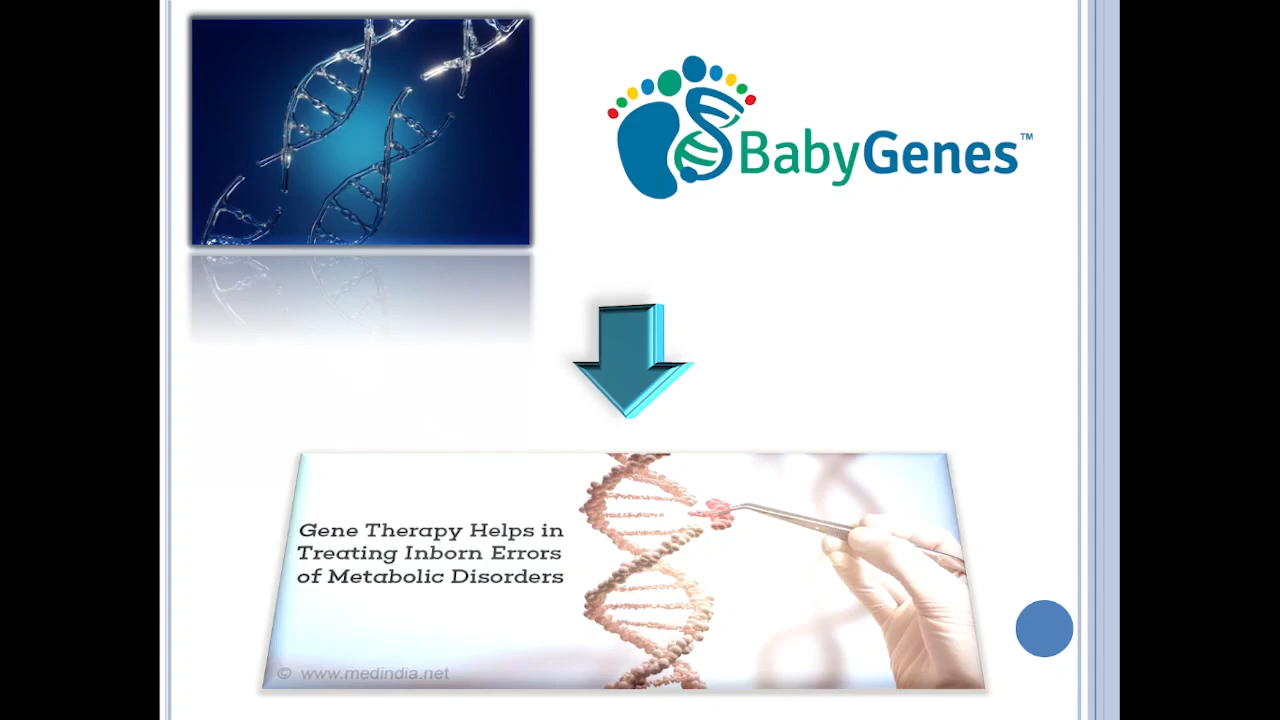 BabyGenes™
Gene Therapy Helps in
Treating Inborn Errors
of Metabolic Disorders
© www.medindia.net